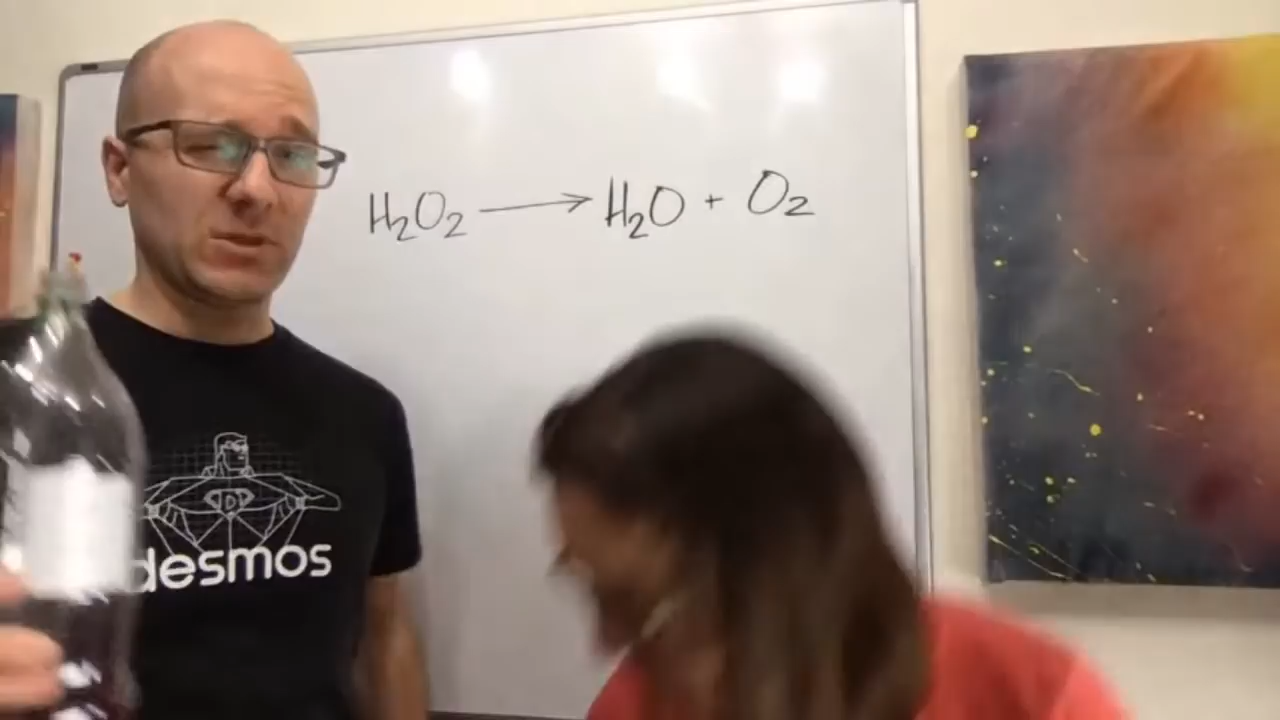 H₂O₂ → H₂O + O₂
D
desmos